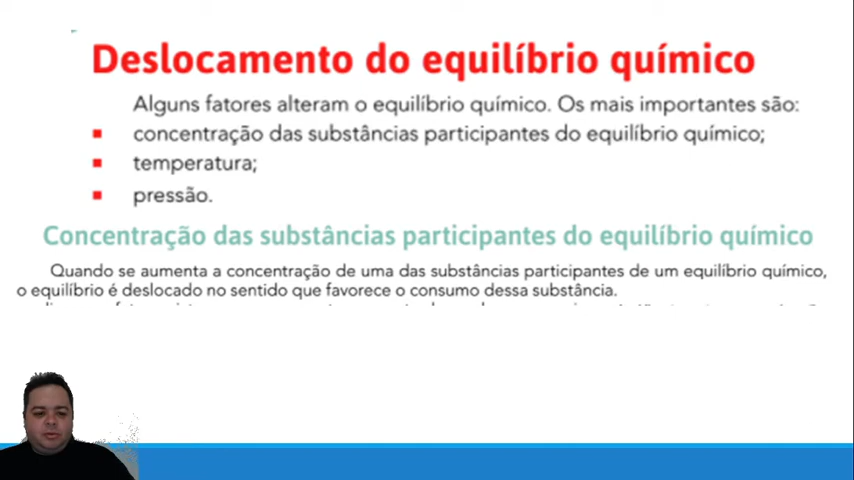 Deslocamento do equilíbrio químico
Alguns fatores alteram o equilíbrio químico. Os mais importantes são:
concentração das substâncias participantes do equilíbrio químico;
temperatura;
pressão.
Concentração das substâncias participantes do equilíbrio químico
Quando se aumenta a concentração de uma das substâncias participantes de um equilíbrio químico,
o equilíbrio é deslocado no sentido que favorece o consumo dessa substância.